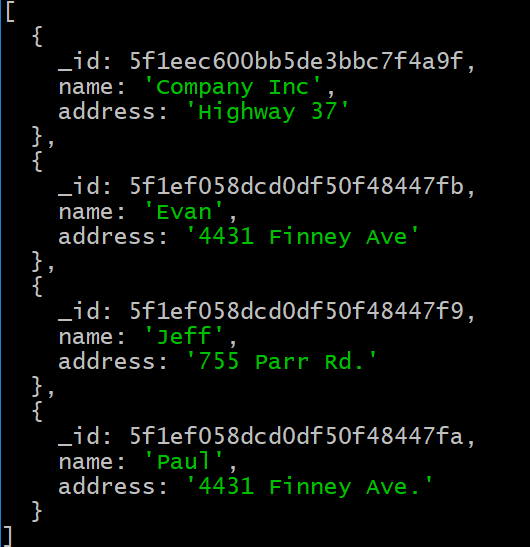 [
  {
    _id: 5f1eec600bb5de3bbc7f4a9f,
    name: 'Company Inc',
    address: 'Highway 37'
  },
  {
    _id: 5f1ef058dcd0df50f48447fb,
    name: 'Evan',
    address: '4431 Finney Ave'
  },
  {
    _id: 5f1ef058dcd0df50f48447f9,
    name: 'Jeff',
    address: '755 Parr Rd.'
  },
  {
    _id: 5f1ef058dcd0df50f48447fa,
    name: 'Paul',
    address: '4431 Finney Ave.'
  }
]